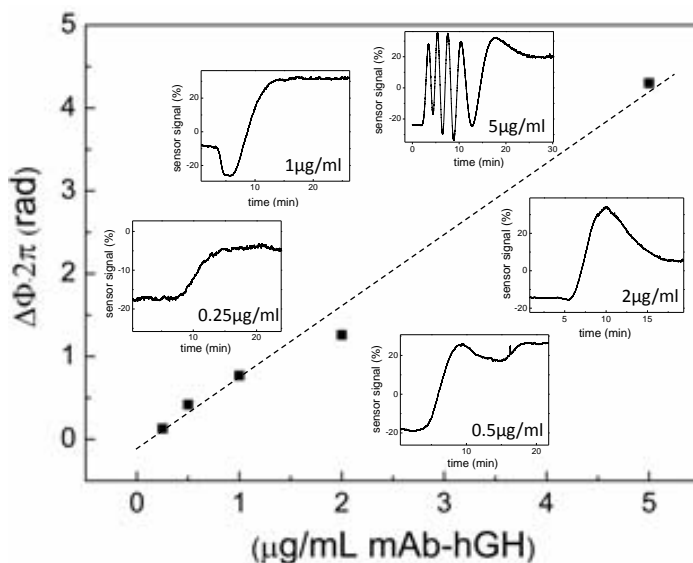 5
4
3
2
1
0
ΔΦ·2π (rad)
0 1 2 3 4 5
(μg/mL mAb-hGH)
sensor signal (%)
20
0
-20
10 20
time (min)
1μg/ml
sensor signal (%)
20
0
-20
0 10 20 30
time (min)
5μg/ml
sensor signal (%)
0
-10
-20
10 20
time (min)
0.25μg/ml
sensor signal (%)
20
0
-20
5 10 15
time (min)
2μg/ml
sensor signal (%)
20
0
-20
10 20
time (min)
0.5μg/ml